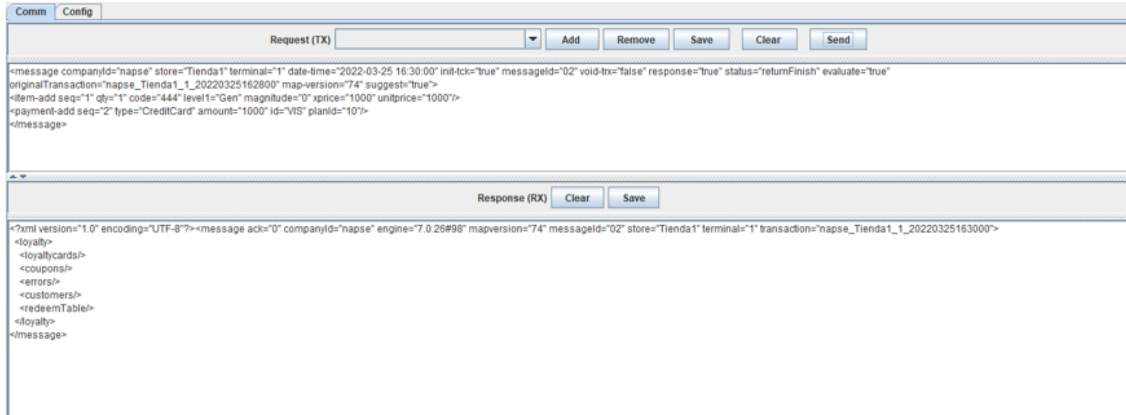 Comm Config
Request (TX) Add Remove Save Clear Send
<message companyId="napse" store="Tienda1" terminal="1" date-time="2022-03-25 16:30:00" init-tck="true" messageId="02" void-trx="false" response="true" status="returnFinish" evaluate="true"
originalTransaction="napse_Tienda1_1_20220325162800" map-version="74" suggest="true">
<item-add seq="1" qty="1" code="444" level1="Gen" magnitude="0" xprice="1000" unitprice="1000"/>
<payment-add seq="2" type="CreditCard" amount="1000" id="VIS" planId="10"/>
</message>
Response (RX) Clear Save
<?xml version="1.0" encoding="UTF-8"?><message ack="0" companyId="napse" engine="7.0.26#98" mapversion="74" messageId="02" store="Tienda1" terminal="1" transaction="napse_Tienda1_1_20220325163000">
<loyalty>
<loyaltycards/>
<coupons/>
<errors/>
<customers/>
<redeemTable/>
</loyalty>
</message>